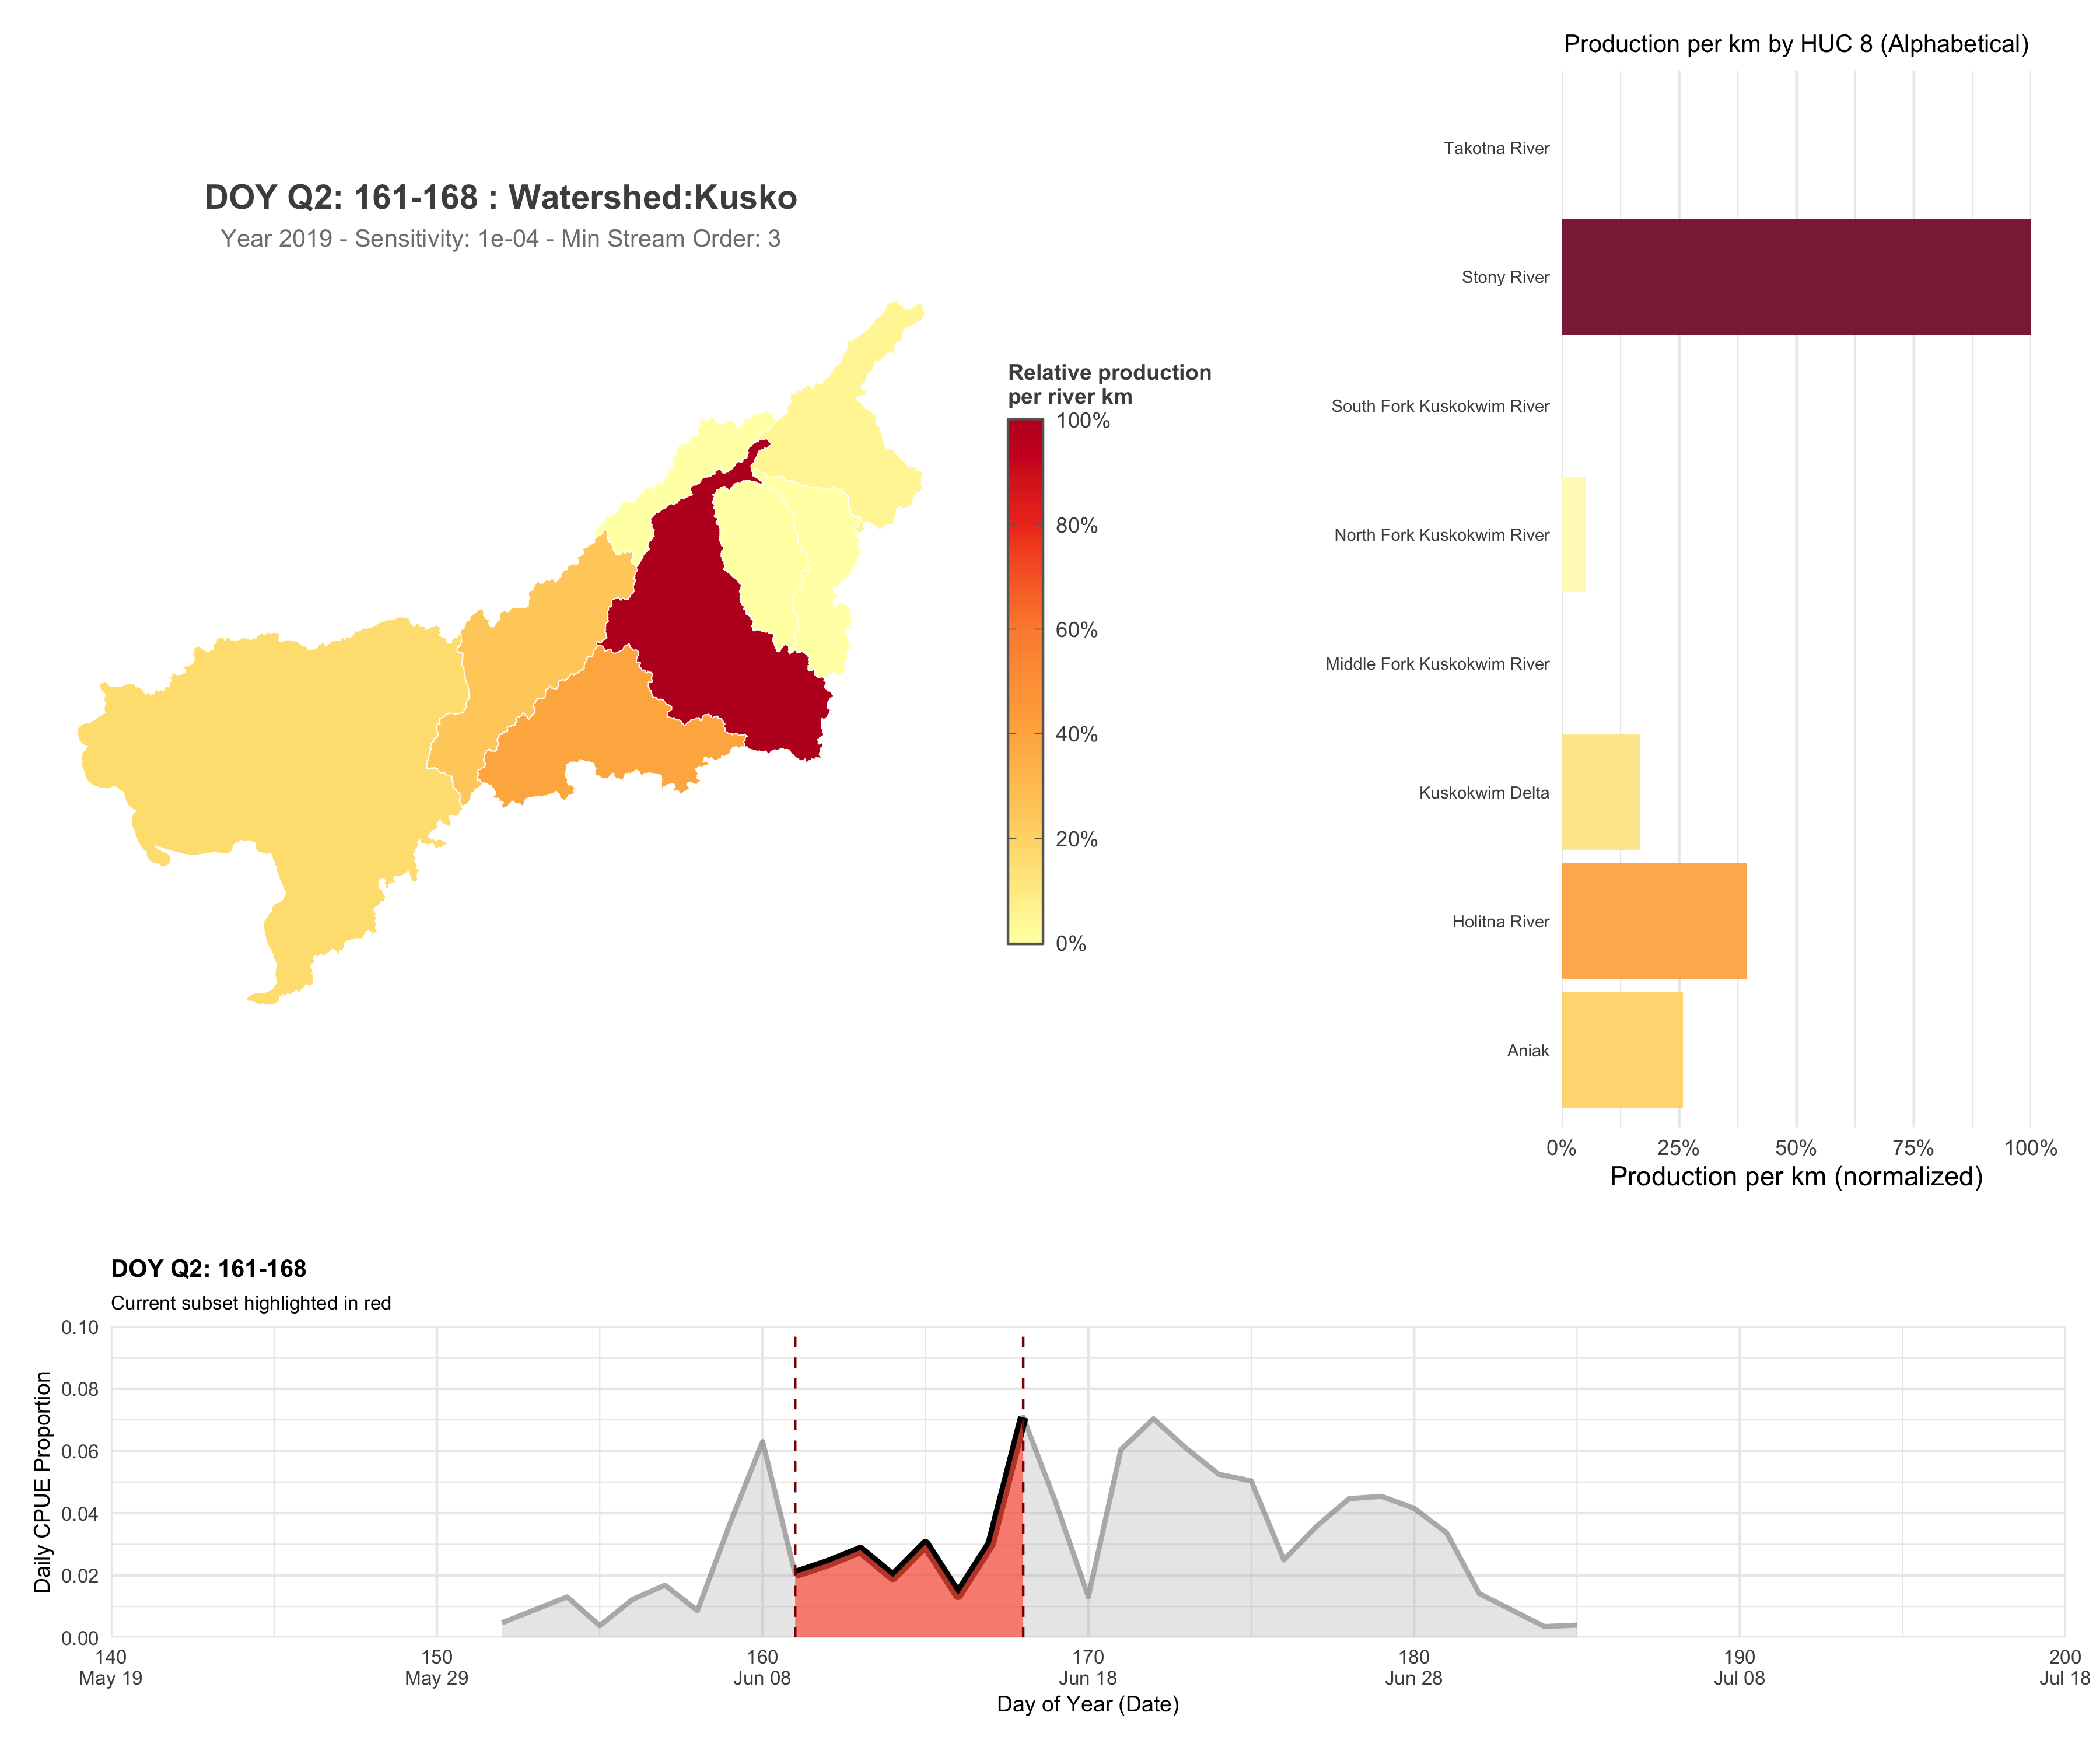 Production per km by HUC 8 (Alphabetical)
Takotna River
Stony River
South Fork Kuskokwim River
North Fork Kuskokwim River
Middle Fork Kuskokwim River
Kuskokwim Delta
Holitna River
Aniak
0% 25% 50% 75% 100%
Production per km (normalized)
DOY Q2: 161-168 : Watershed:Kusko
Year 2019 - Sensitivity: 1e-04 - Min Stream Order: 3
Relative production
per river km
100%
80%
60%
40%
20%
0%
DOY Q2: 161-168
Current subset highlighted in red
Daily CPUE Proportion
0.10
0.08
0.06
0.04
0.02
0.00
140 150 160 170 180 190 200
May 19 May 29 Jun 08 Jun 18 Jun 28 Jul 08 Jul 18
Day of Year (Date)